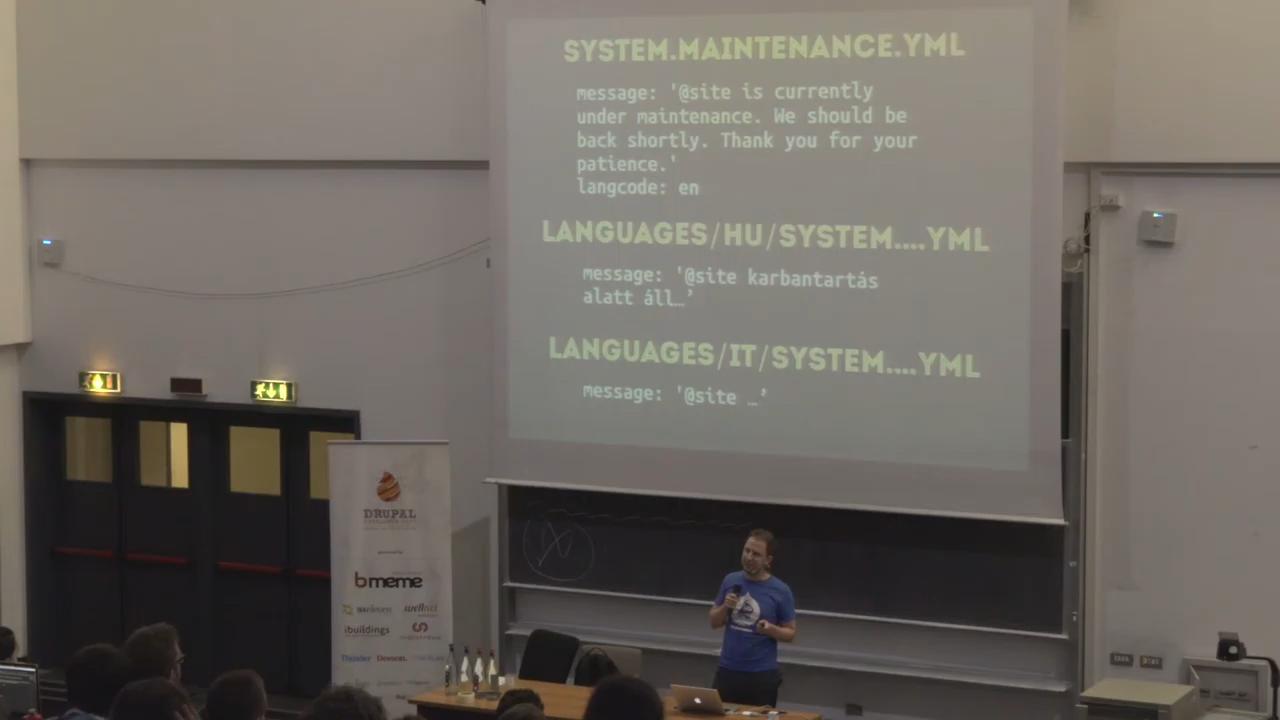 SYSTEM.MAINTENANCE.YML
message: '@site is currently
under maintenance. We should be
back shortly. Thank you for your
patience.'
langcode: en
LANGUAGES/HU/SYSTEM....YML
message: '@site karbantartás
alatt áll…'
LANGUAGES/IT/SYSTEM....YML
message: '@site …'
DRUPAL
bmeme
wellnet
ibuildings